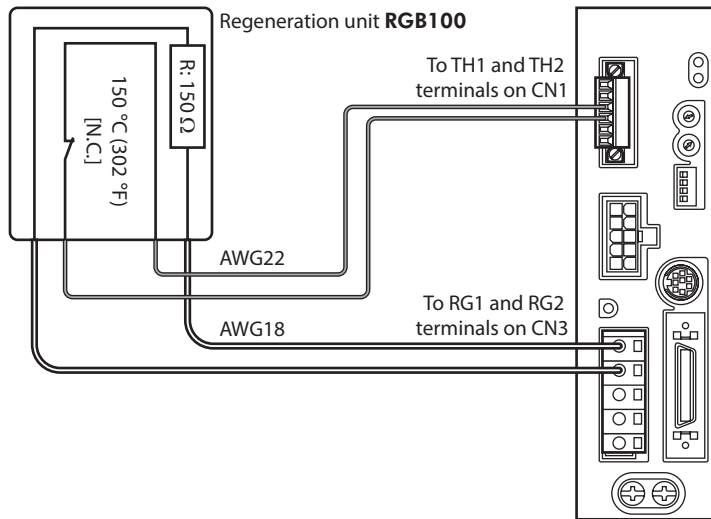 Regeneration unit RGB100
To TH1 and TH2
terminals on CN1
R: 150 Ω
150 °C (302 °F)
[N.C.]
AWG22
To RG1 and RG2
terminals on CN3
AWG18